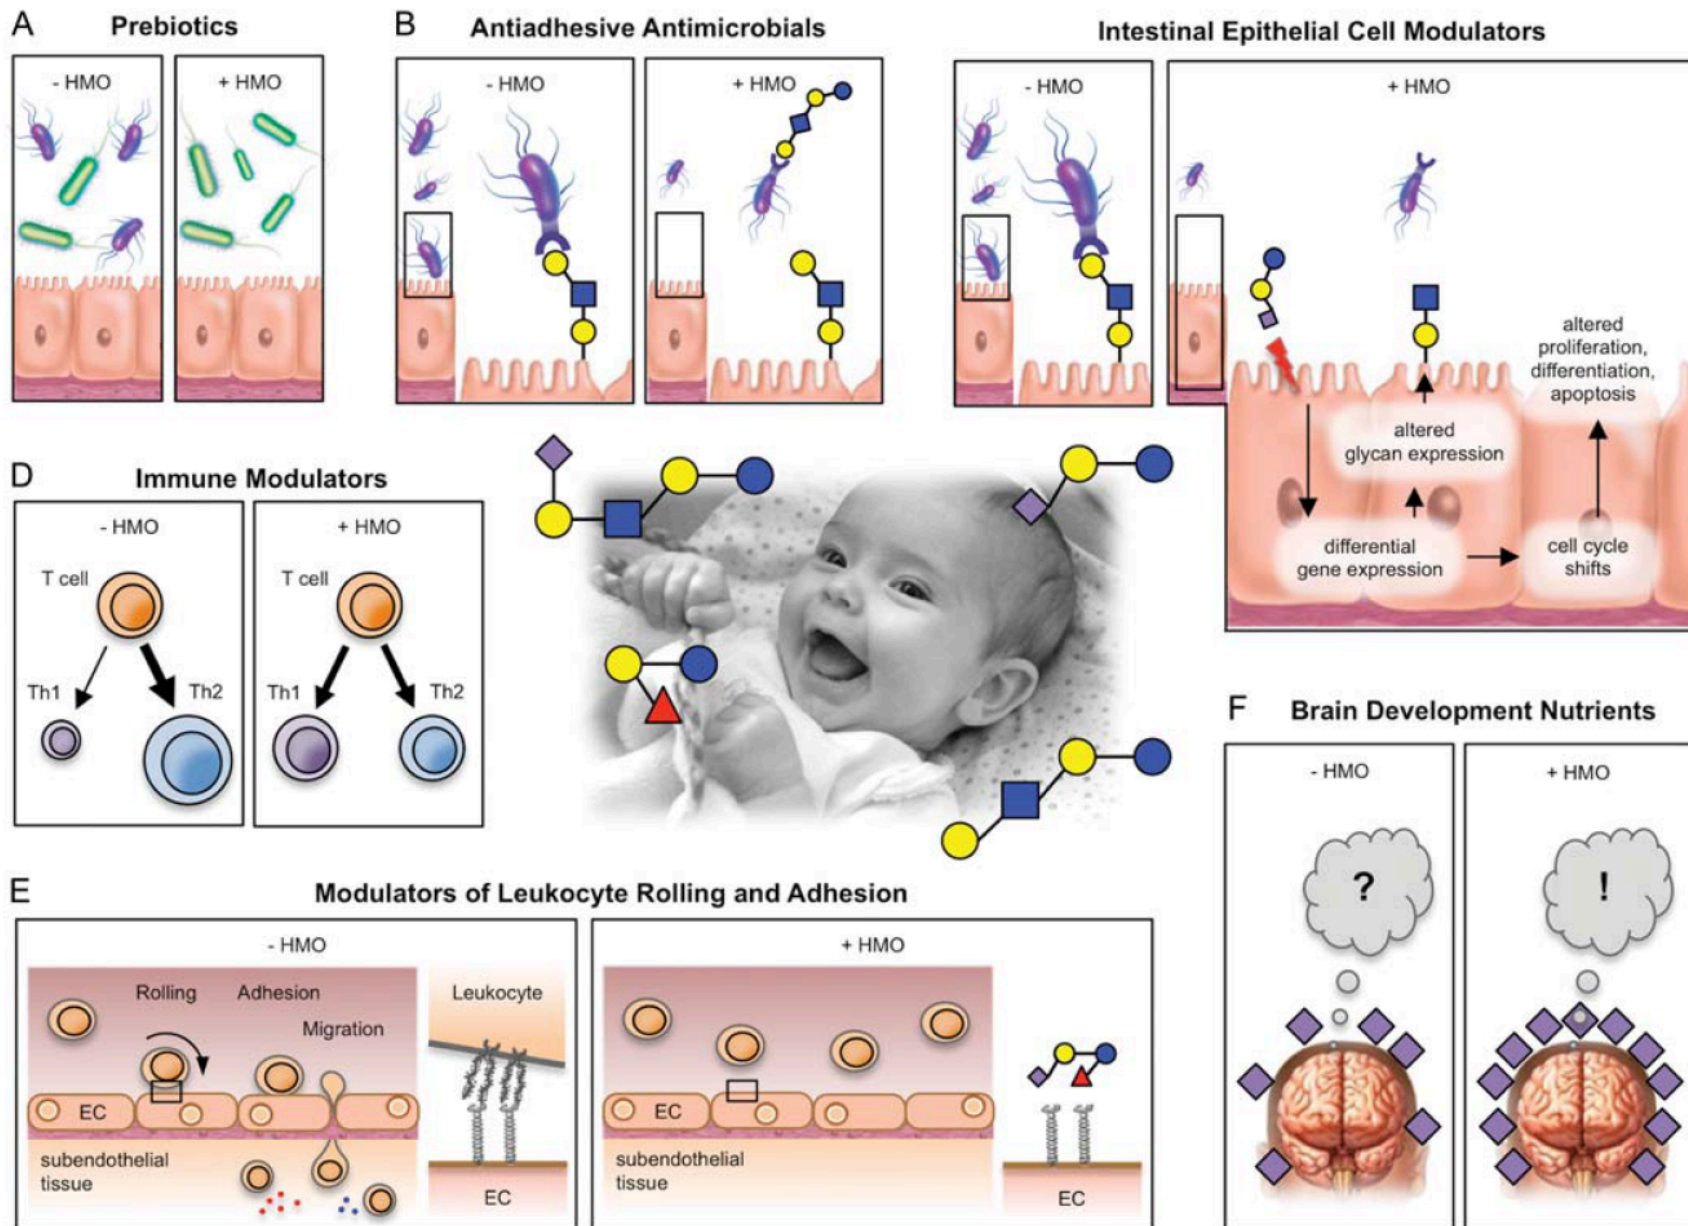 A
Prebiotics
- HMO
+ HMO
B
Antiadhesive Antimicrobials
- HMO
+ HMO
Intestinal Epithelial Cell Modulators
- HMO
+ HMO
altered
proliferation,
differentiation,
apoptosis
altered
glycan expression
differential
gene expression
cell cycle
shifts
D
Immune Modulators
- HMO
T cell
Th1
Th2
+ HMO
T cell
Th1
Th2
E
Modulators of Leukocyte Rolling and Adhesion
- HMO
Rolling
Adhesion
Migration
EC
subendothelial
tissue
Leukocyte
EC
+ HMO
EC
subendothelial
tissue
EC
F
Brain Development Nutrients
- HMO
?
+ HMO
!